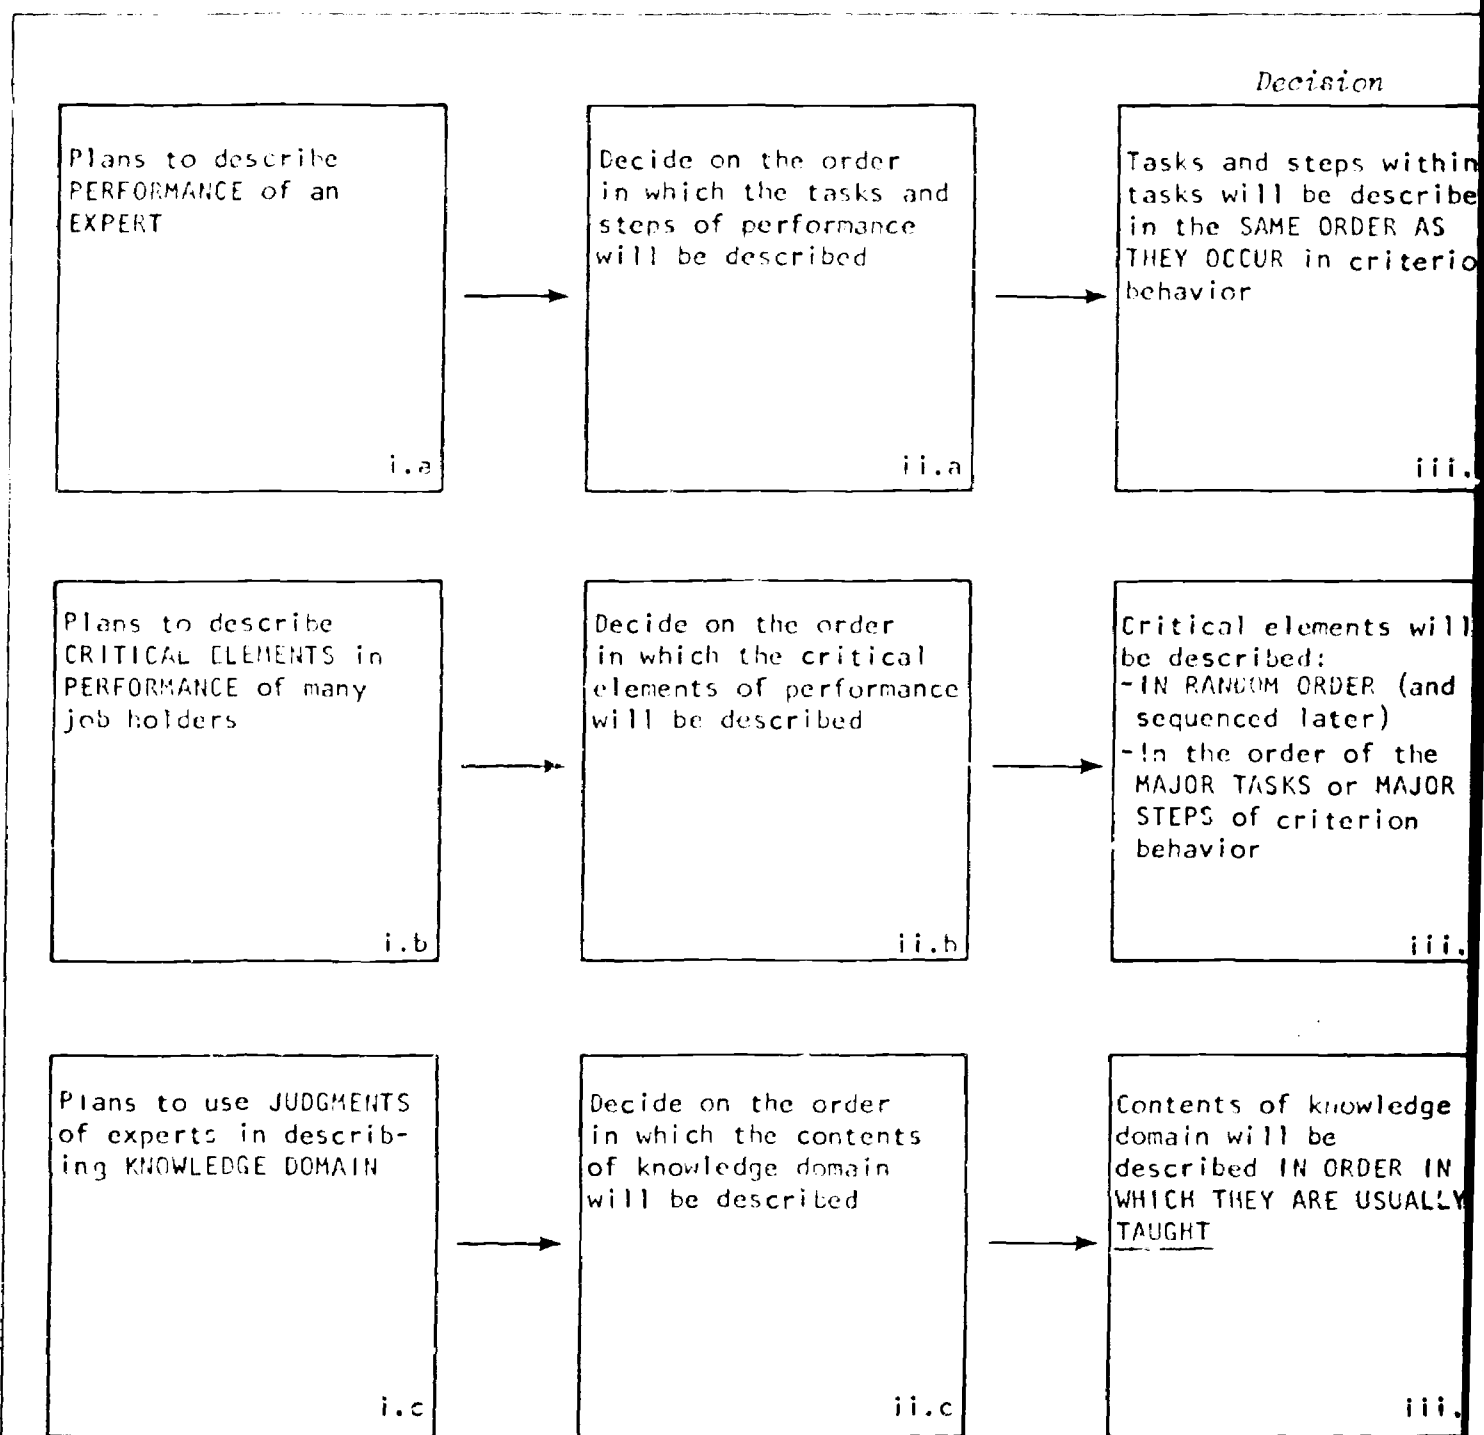 Decision
Plans to describe
PERFORMANCE of an
EXPERT
i.a
Decide on the order
in which the tasks and
steps of performance
will be described
ii.a
Tasks and steps within
tasks will be describe
in the SAME ORDER AS
THEY OCCUR in criterio
behavior
iii.
Plans to describe
CRITICAL ELEMENTS in
PERFORMANCE of many
job holders
i.b
Decide on the order
in which the critical
elements of performance
will be described
ii.b
Critical elements will
be described:
-IN RANDOM ORDER (and
sequenced later)
-In the order of the
MAJOR TASKS or MAJOR
STEPS of criterion
behavior
iii.
Plans to use JUDGMENTS
of experts in describ-
ing KNOWLEDGE DOMAIN
i.c
Decide on the order
in which the contents
of knowledge domain
will be described
ii.c
Contents of knowledge
domain will be
described IN ORDER IN
WHICH THEY ARE USUALLY
TAUGHT
iii.